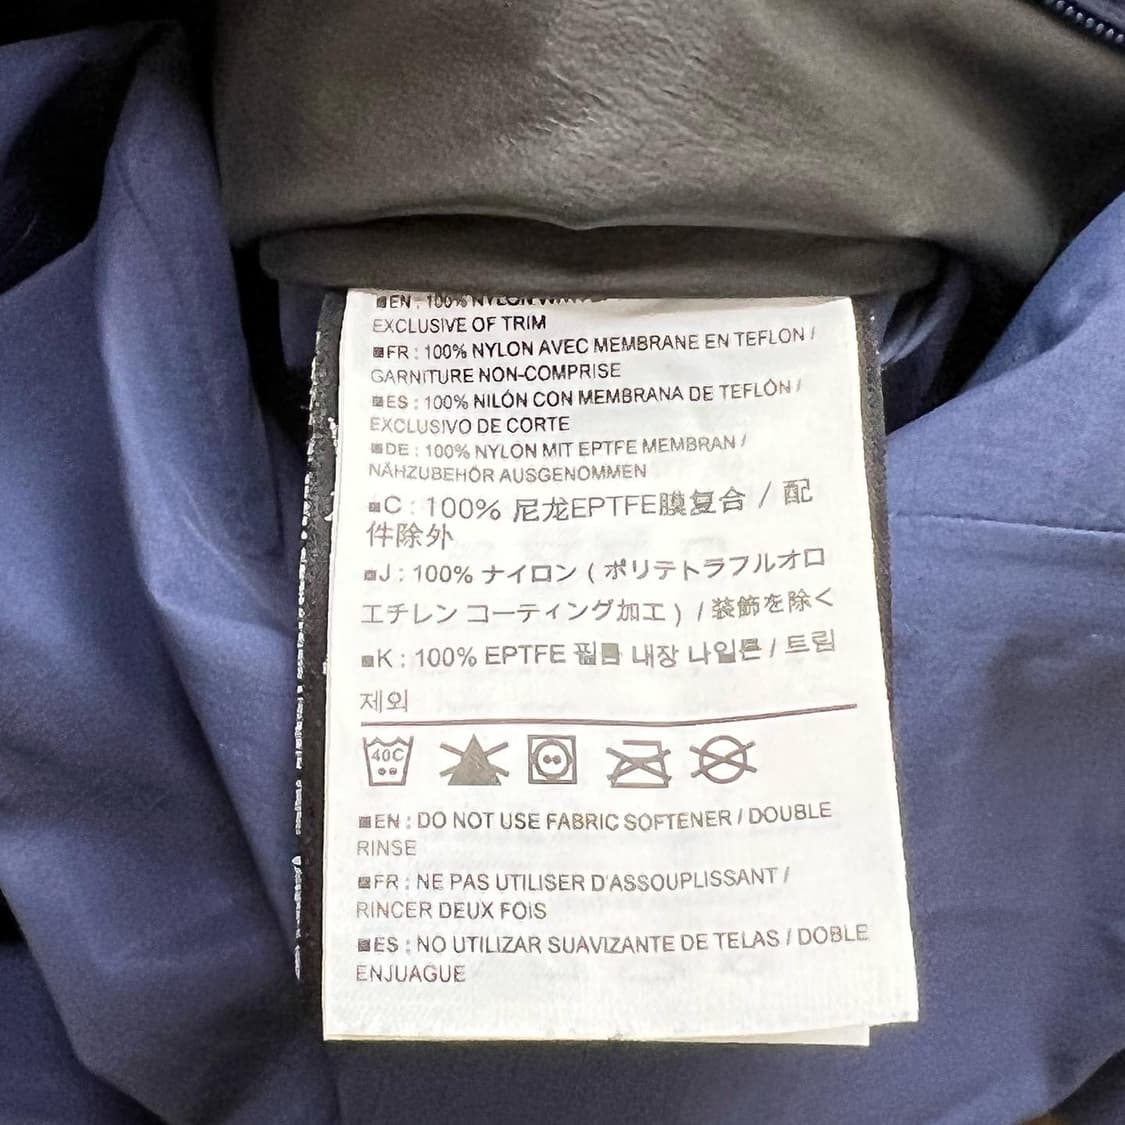 EN : 100% NYLON
EXCLUSIVE OF TRIM
FR : 100% NYLON AVEC MEMBRANE EN TEFLON /
GARNITURE NON-COMPRISE
ES : 100% NILÓN CON MEMBRANA DE TEFLÓN /
EXCLUSIVO DE CORTE
DE : 100% NYLON MIT EPTFE MEMBRAN /
NÄHZUBEHÖR AUSGENOMMEN
C : 100% 尼龙EPTFE膜复合 / 配
件除外
J : 100% ナイロン ( ポリテトラフルオロ
エチレン コーティング加工 ) / 装飾を除く
K : 100% EPTFE 필름 내장 나일론 / 트림
제외
40C
EN : DO NOT USE FABRIC SOFTENER / DOUBLE
RINSE
FR : NE PAS UTILISER D'ASSOUPLISSANT /
RINCER DEUX FOIS
ES : NO UTILIZAR SUAVIZANTE DE TELAS / DOBLE
ENJUAGUE